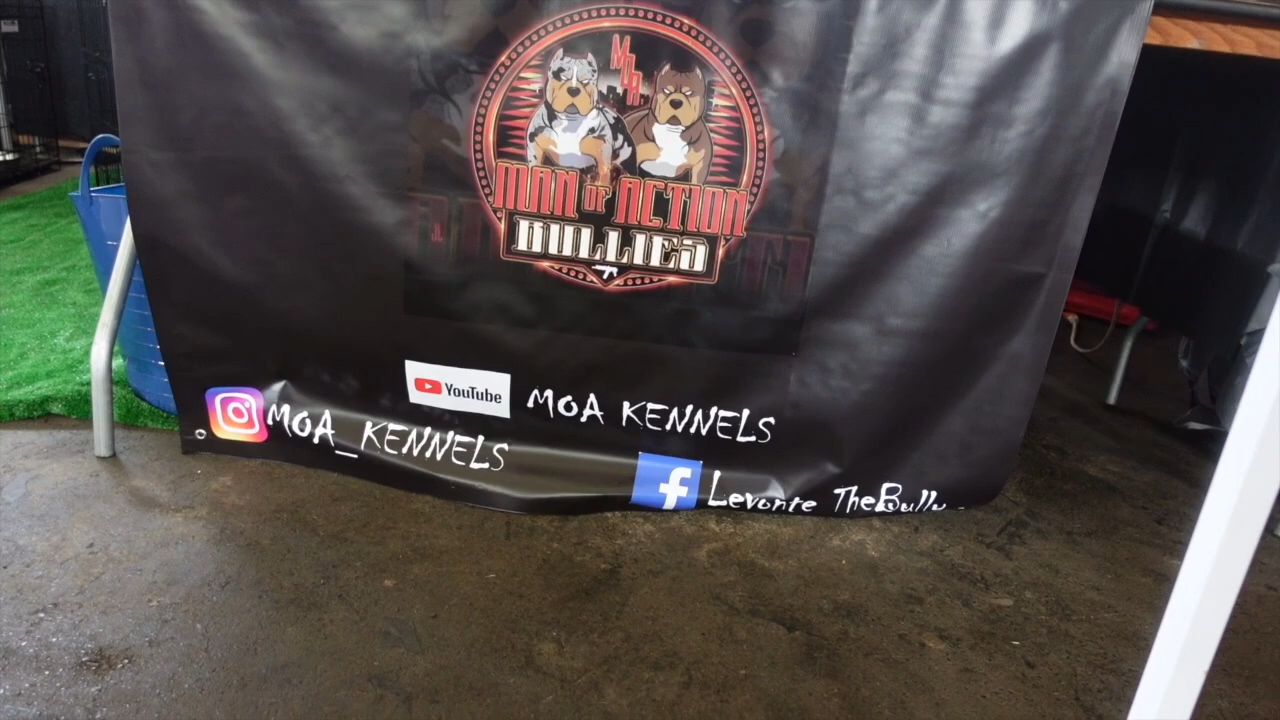 MOA
MAN OF ACTION
BULLIES
YouTube MOA KENNELS
MOA_KENNELS
Levonte TheBully